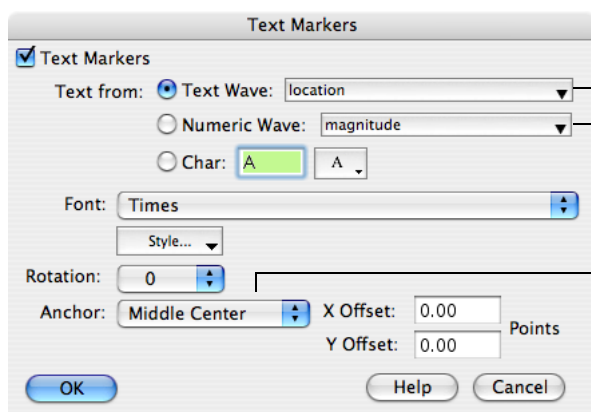 Text Markers
Text Markers
Text from: Text Wave: location
Numeric Wave: magnitude
Char: A A
Font: Times
Style...
Rotation: 0
Anchor: Middle Center X Offset: 0.00
Y Offset: 0.00 Points
OK Help Cancel